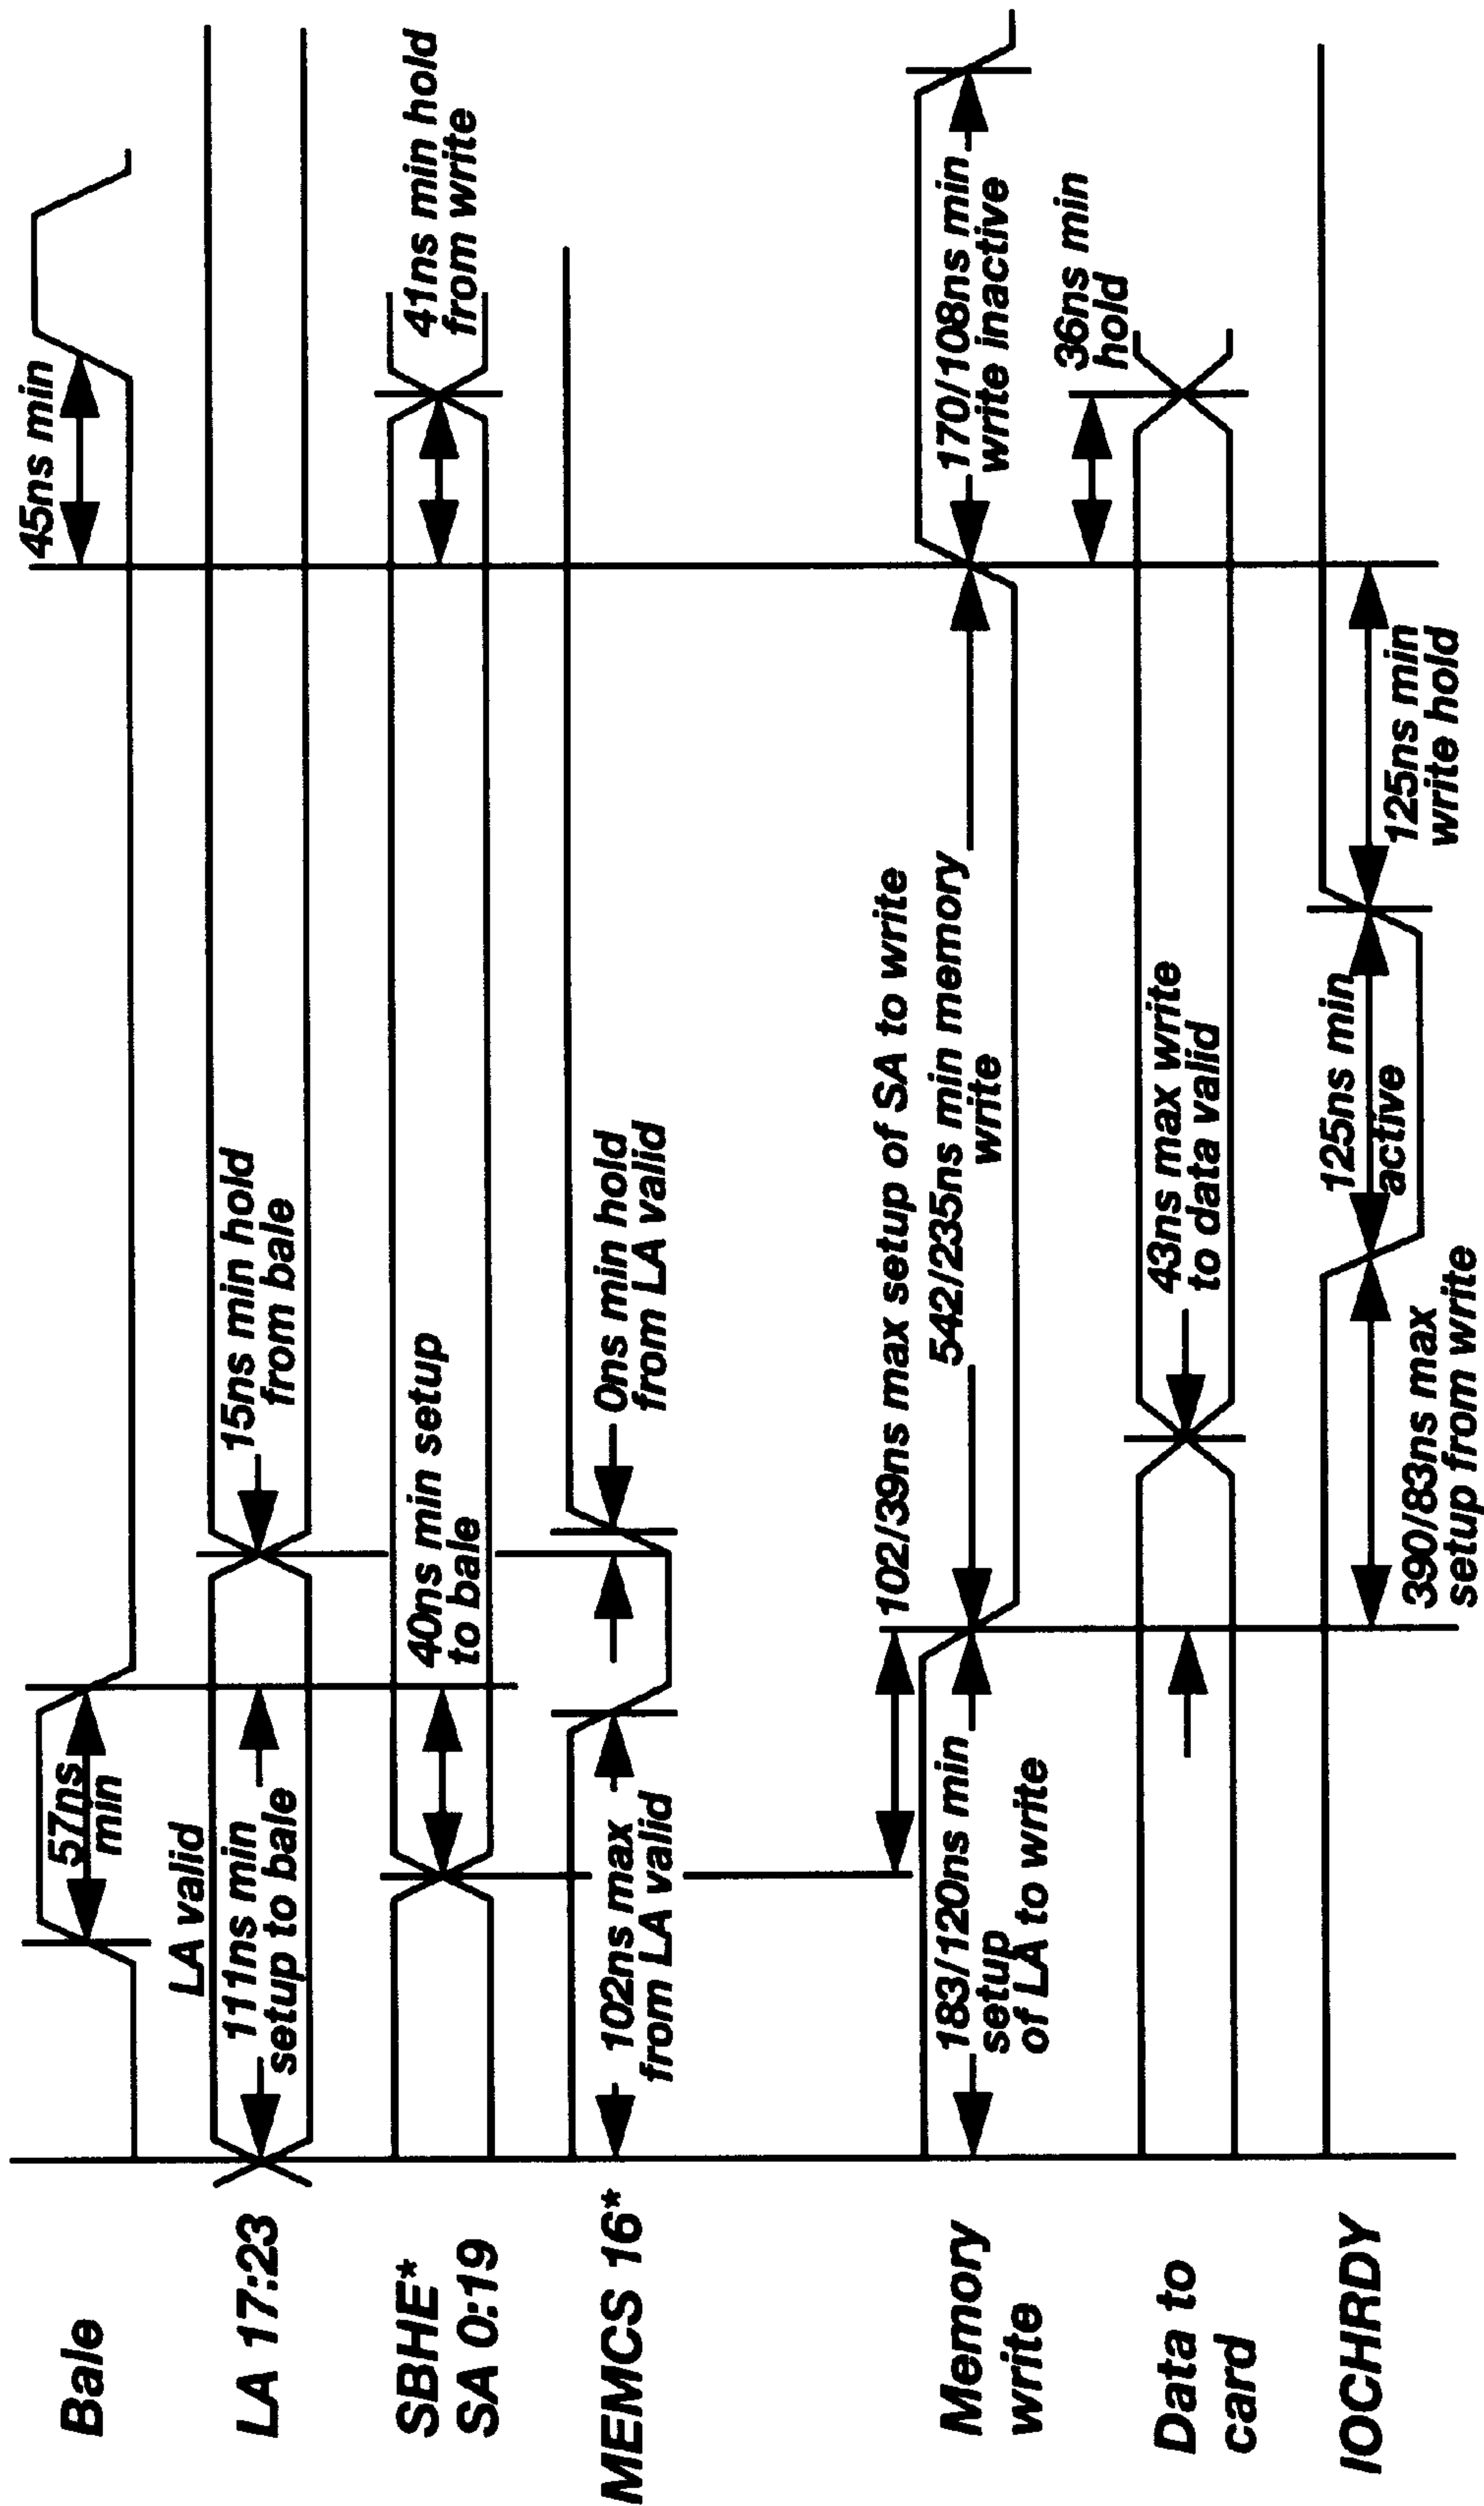 Bale
57ns
min
45ns min
LA 17:23
LA valid
111ns min
setup to bale
15ns min hold
from bale
SBHE*
SA 0:19
40ns min setup
to bale
41ns min hold
from write
MEMCS 16*
102ns max
from LA valid
0ns min hold
from LA valid
102/39ns max setup of SA to write
Memory
write
183/120ns min
setup
of LA to write
542/235ns min memory
write
170/108ns min
write inactive
Data to
card
43ns max write
to data valid
36ns min
hold
IOCHRDY
390/83ns max
setup from write
125ns min
active
125ns min
write hold